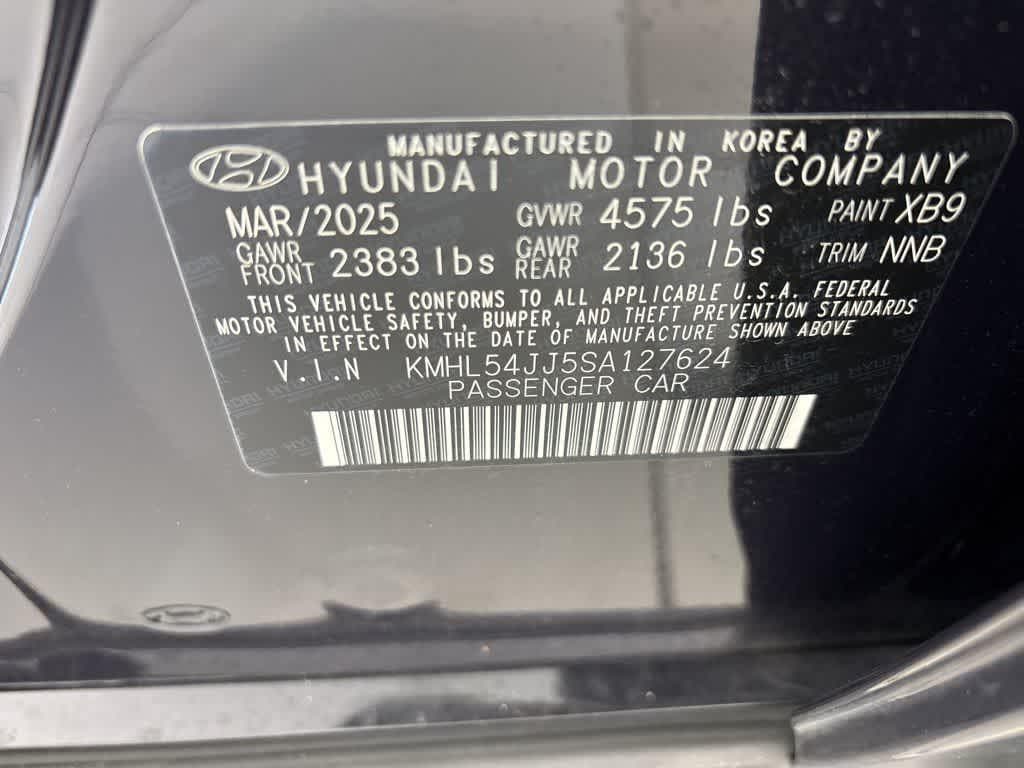 MANUFACTURED IN KOREA BY
HYUNDAI MOTOR COMPANY
MAR/2025 GVWR 4575 lbs PAINT XB9
GAWR FRONT 2383 lbs GAWR REAR 2136 lbs TRIM NNB
THIS VEHICLE CONFORMS TO ALL APPLICABLE U.S.A. FEDERAL
MOTOR VEHICLE SAFETY, BUMPER, AND THEFT PREVENTION STANDARDS
IN EFFECT ON THE DATE OF MANUFACTURE SHOWN ABOVE
V.I.N KMHL54JJ5SA127624
PASSENGER CAR